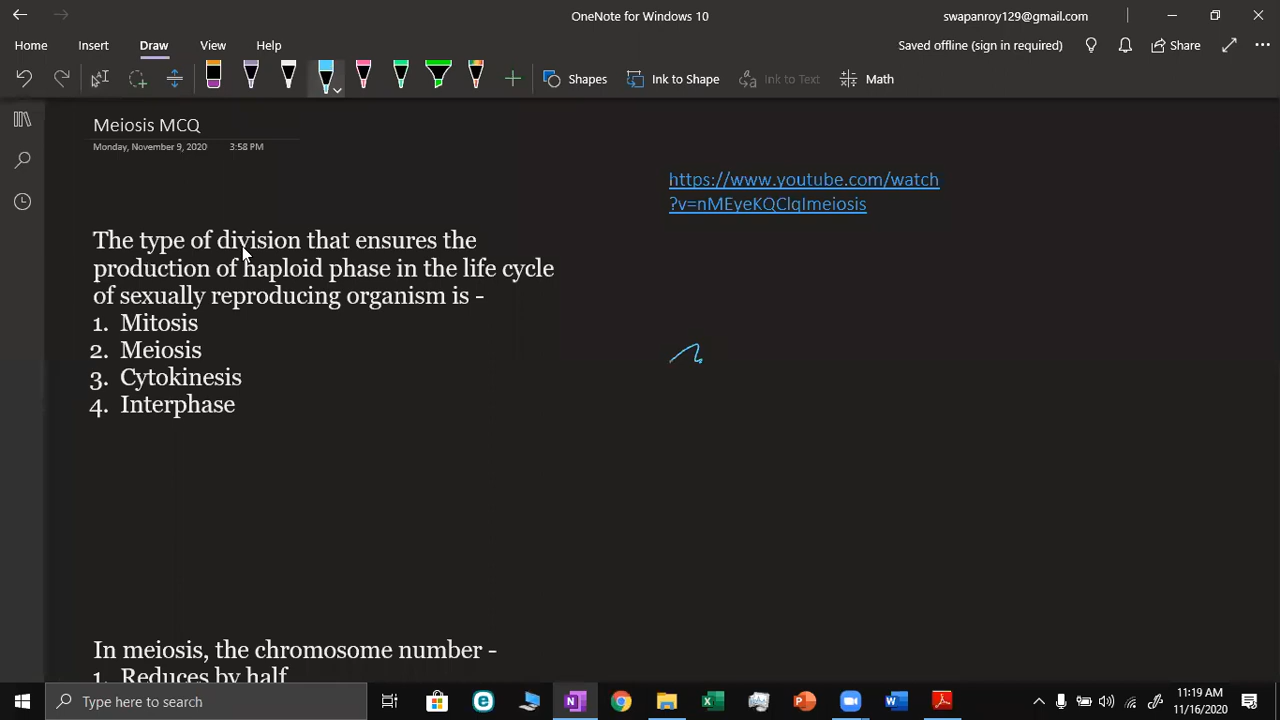 OneNote for Windows 10
swapanroy129@gmail.com
Home Insert Draw View Help
Saved offline (sign in required) Share
Shapes Ink to Shape Ink to Text Math
Meiosis MCQ
Monday, November 9, 2020 3:58 PM
https://www.youtube.com/watch
?v=nMEyeKQClqImeiosis
The type of division that ensures the
production of haploid phase in the life cycle
of sexually reproducing organism is -
1. Mitosis
2. Meiosis
3. Cytokinesis
4. Interphase
In meiosis, the chromosome number -
1. Reduces by half
Type here to search
11:19 AM
11/16/2020